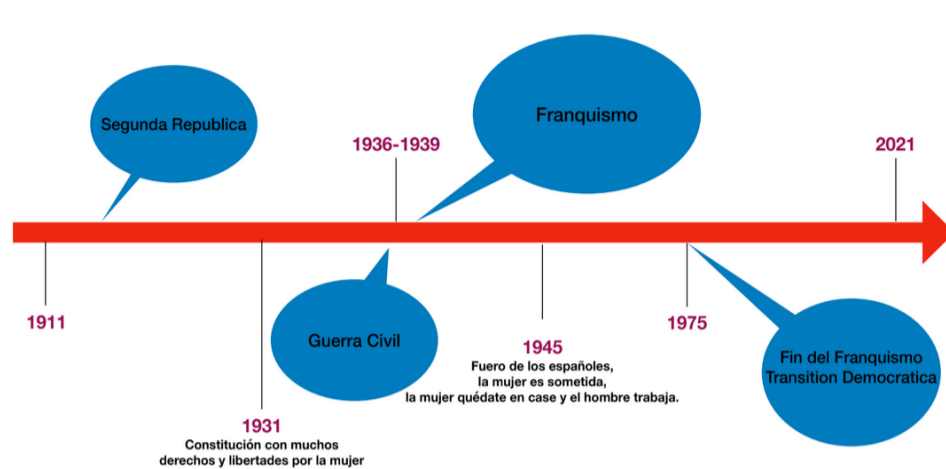 Segunda Republica
Franquismo
1936-1939
2021
1911
Guerra Civil
1975
1945
Fuero de los españoles,
la mujer es sometida,
la mujer quédate en case y el hombre trabaja.
Fin del Franquismo
Transition Democratica
1931
Constitución con muchos
derechos y libertades por la mujer